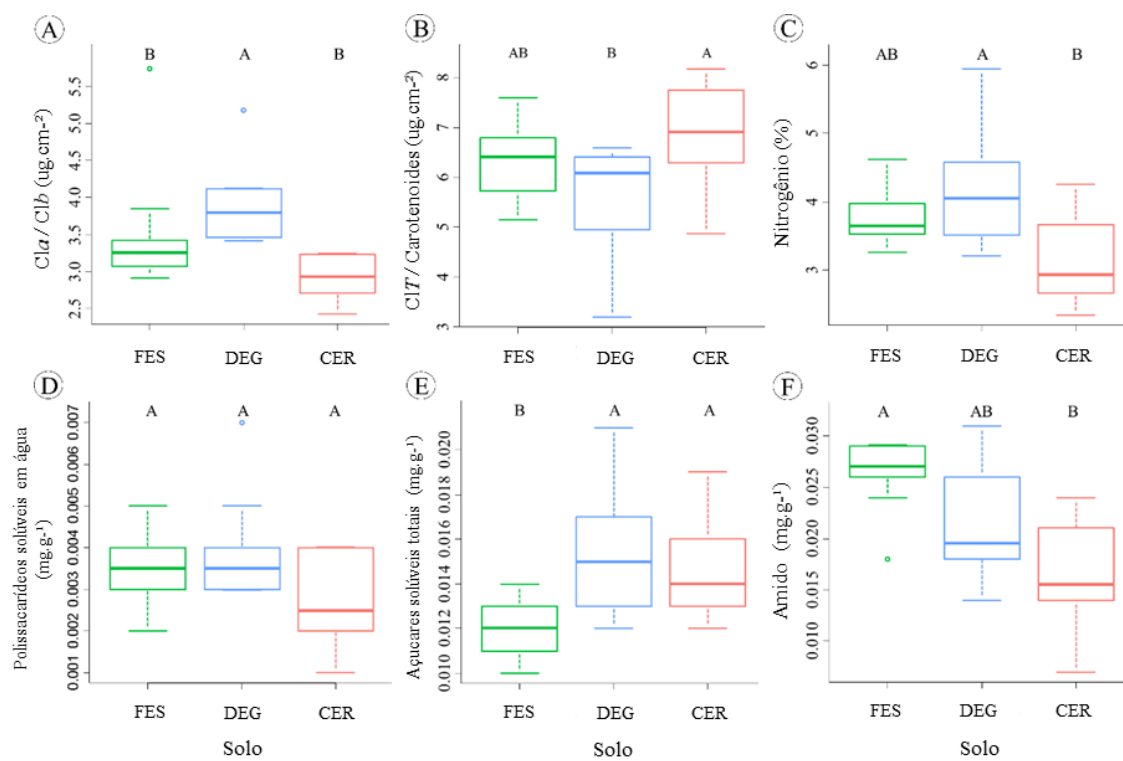 A
B A B
Cla / Clb (ug.cm-²)
5.5
5.0
4.5
4.0
3.5
3.0
2.5
FES DEG CER
B
AB B A
ClT / Carotenoides (ug.cm-²)
8
7
6
5
4
3
FES DEG CER
C
AB A B
Nitrogênio (%)
6
5
4
3
FES DEG CER
D
A A A
Polissacarídeos solúveis em água
(mg.g-¹)
0.007
0.006
0.005
0.004
0.003
0.002
0.001
FES DEG CER
Solo
E
B A A
Açucares solúveis totais (mg.g-¹)
0.020
0.018
0.016
0.014
0.012
0.010
FES DEG CER
Solo
F
A AB B
Amido (mg.g-¹)
0.030
0.025
0.020
0.015
0.010
FES DEG CER
Solo